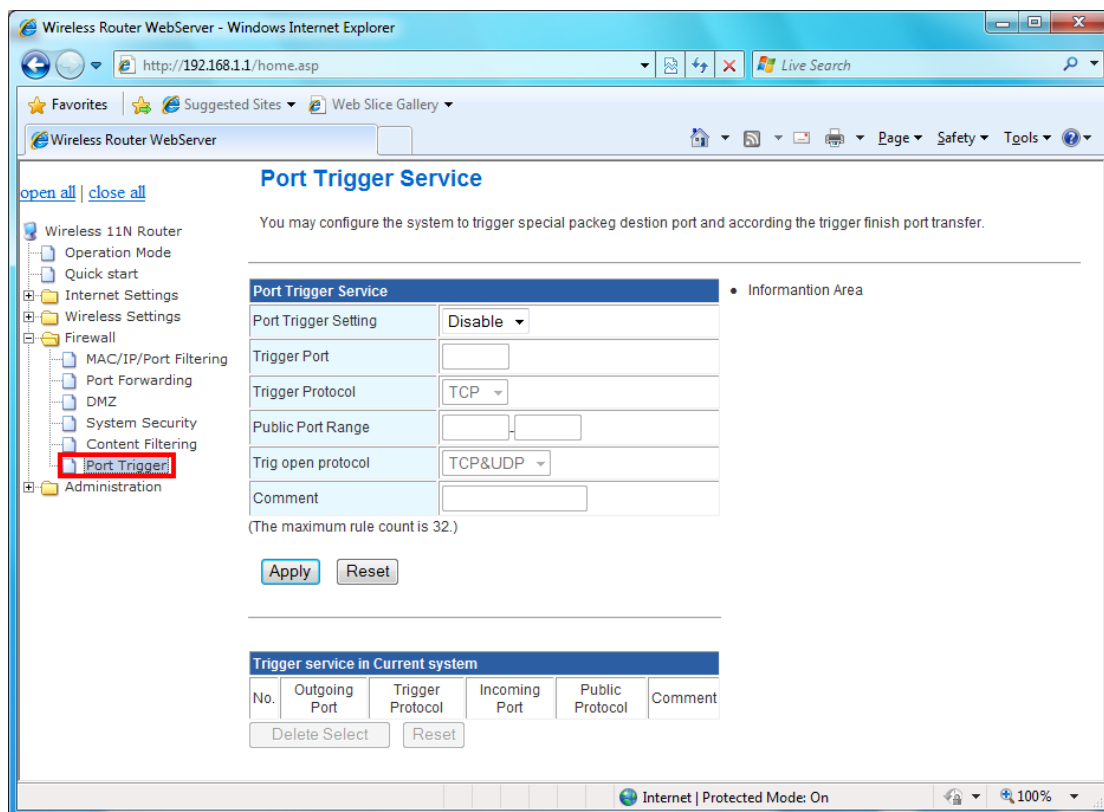 Wireless Router WebServer - Windows Internet Explorer
http://192.168.1.1/home.asp
Live Search
Favorites
Suggested Sites
Web Slice Gallery
Wireless Router WebServer
Page
Safety
Tools
open all | close all
Wireless 11N Router
Operation Mode
Quick start
Internet Settings
Wireless Settings
Firewall
MAC/IP/Port Filtering
Port Forwarding
DMZ
System Security
Content Filtering
Port Trigger
Administration
Port Trigger Service
You may configure the system to trigger special packeg destion port and according the trigger finish port transfer.
Port Trigger Service
Port Trigger Setting Disable
Trigger Port
Trigger Protocol TCP
Public Port Range -
Trig open protocol TCP&UDP
Comment
(The maximum rule count is 32.)
Apply Reset
• Informantion Area
Trigger service in Current system
No. Outgoing Port Trigger Protocol Incoming Port Public Protocol Comment
Delete Select Reset
Internet | Protected Mode: On
100%